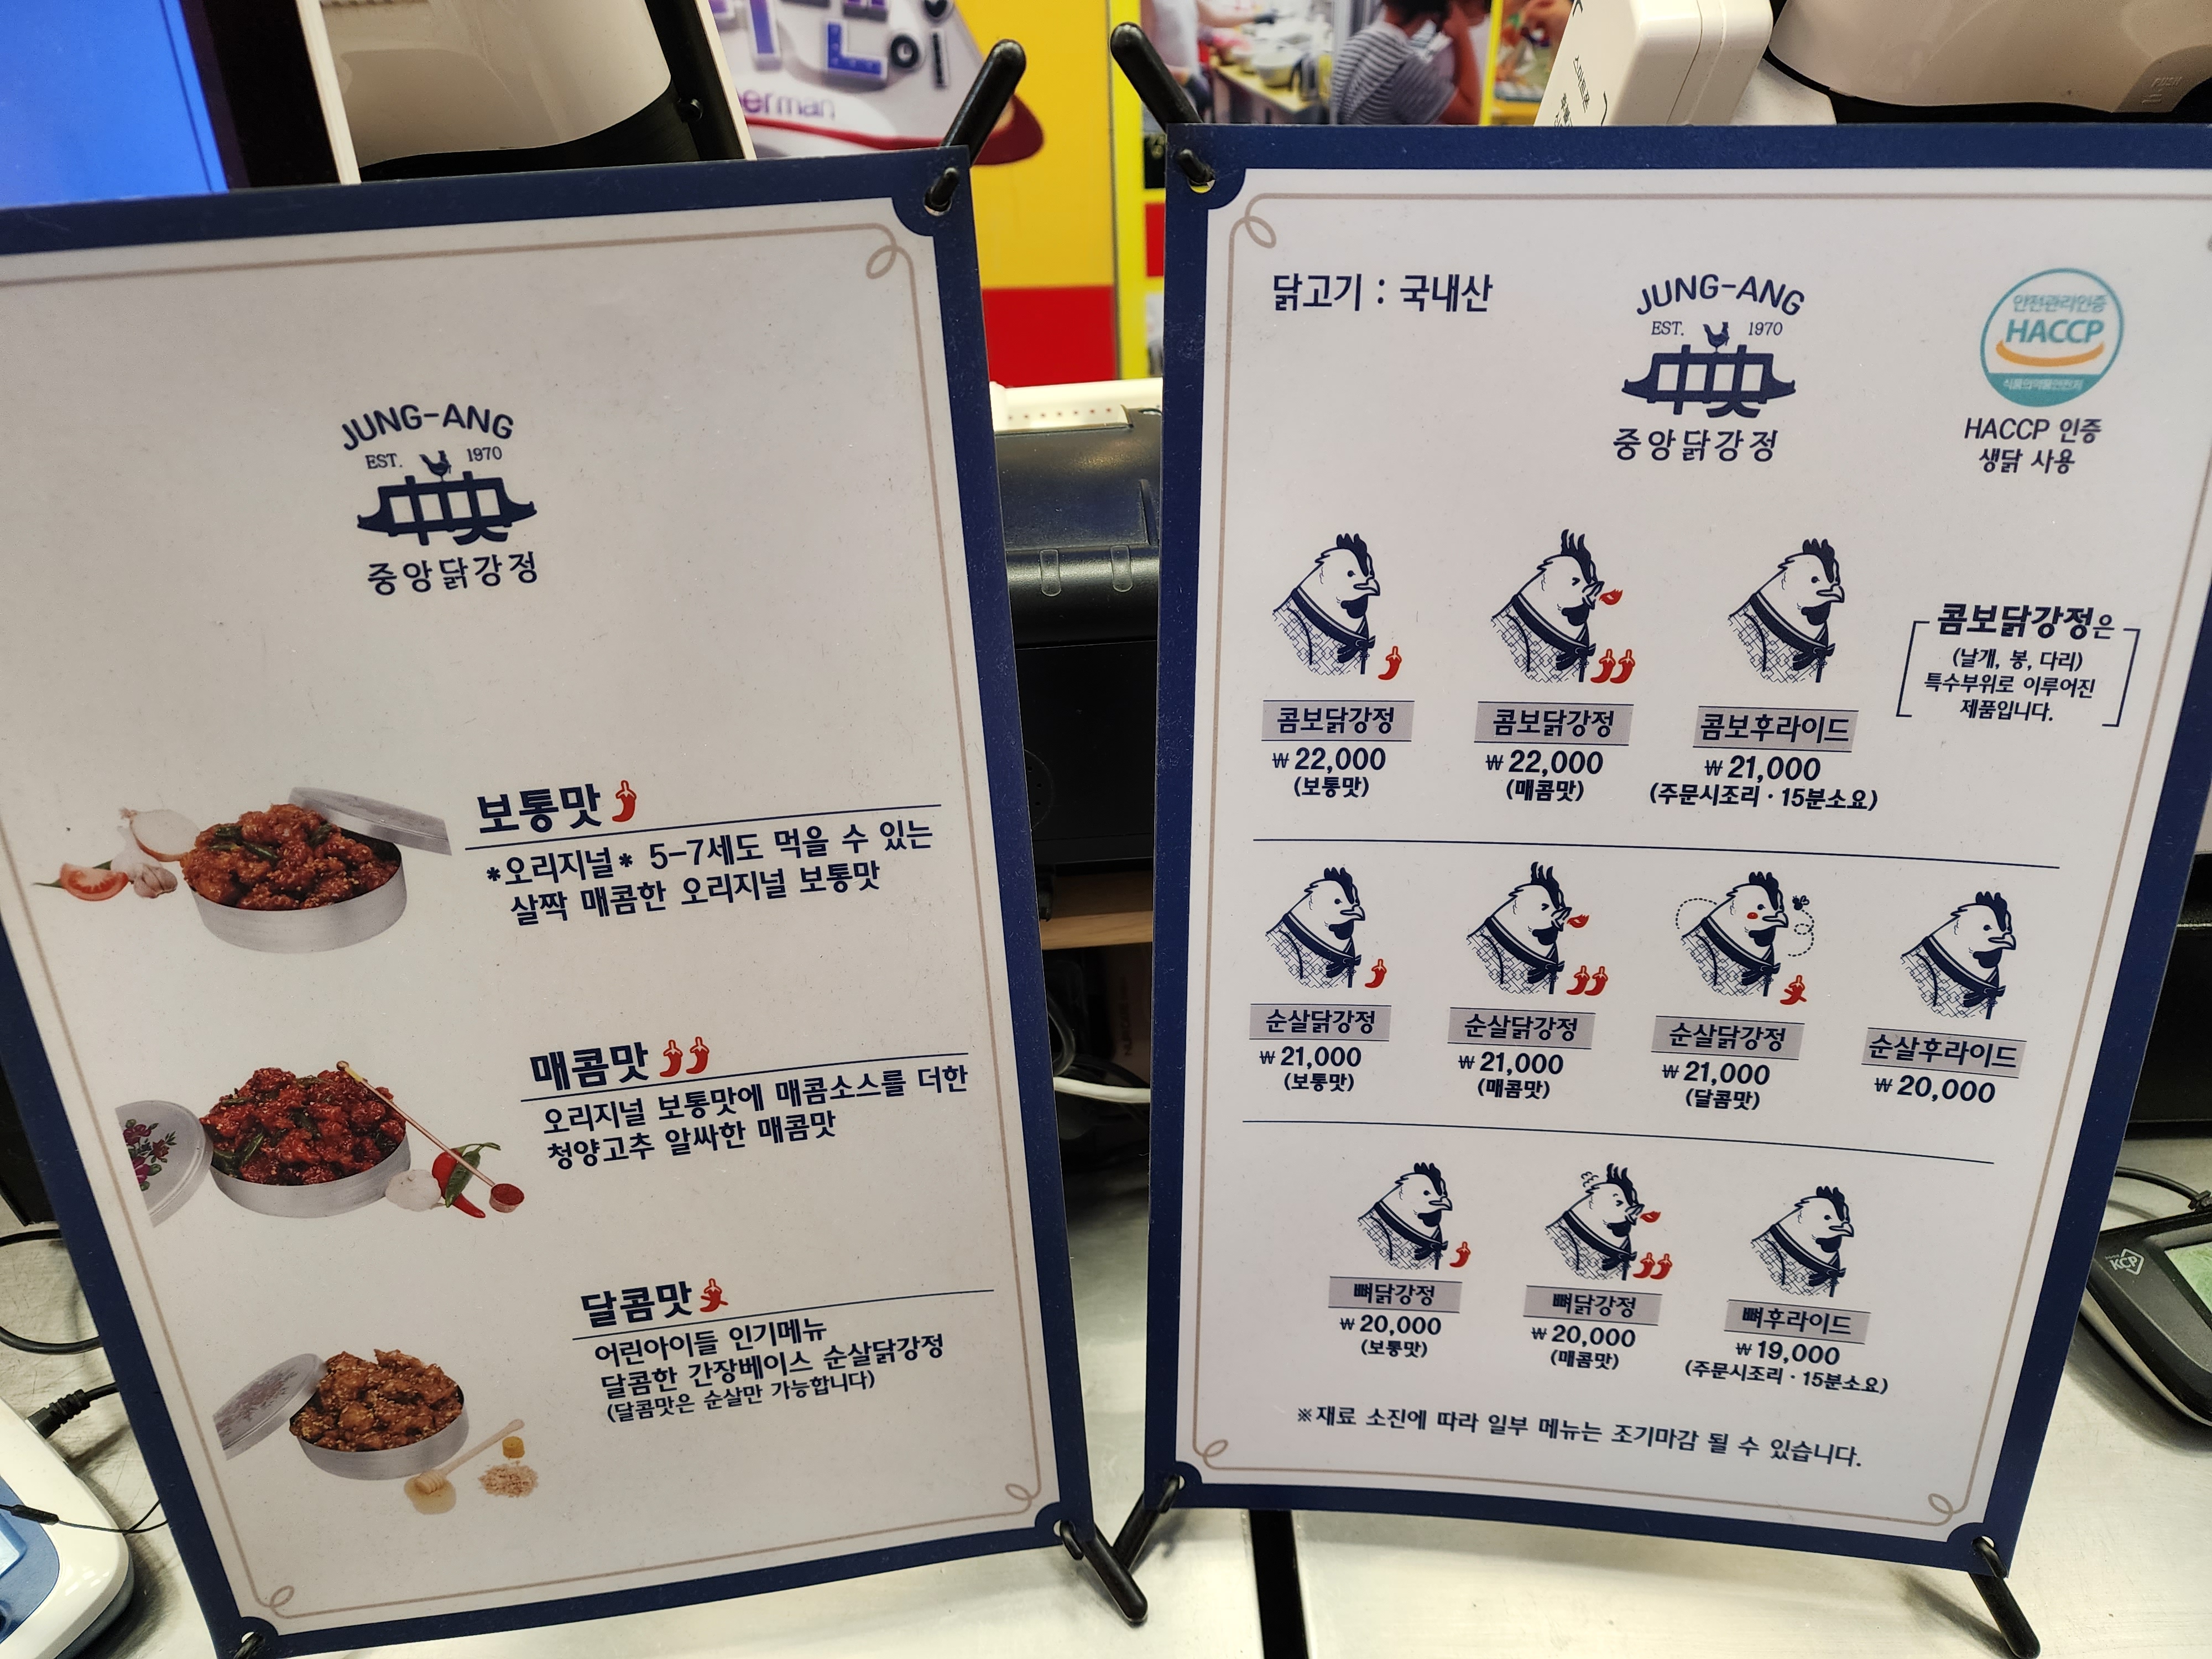 JUNG-ANG
EST. 1970
中央
중앙닭강정
보통맛
*오리지널* 5-7세도 먹을 수 있는
살짝 매콤한 오리지널 보통맛
매콤맛
오리지널 보통맛에 매콤소스를 더한
청양고추 알싸한 매콤맛
달콤맛
어린아이들 인기메뉴
달콤한 간장베이스 순살닭강정
(달콤맛은 순살만 가능합니다)
erman
닭고기 : 국내산
JUNG-ANG
EST. 1970
中央
중앙닭강정
안전관리인증
HACCP
식품의약품안전처
HACCP 인증
생닭 사용
콤보닭강정
₩ 22,000
(보통맛)
콤보닭강정
₩ 22,000
(매콤맛)
콤보후라이드
₩ 21,000
(주문시조리 · 15분소요)
콤보닭강정은
(날개, 봉, 다리)
특수부위로 이루어진
제품입니다.
순살닭강정
₩ 21,000
(보통맛)
순살닭강정
₩ 21,000
(매콤맛)
순살닭강정
₩ 21,000
(달콤맛)
순살후라이드
₩ 20,000
뼈닭강정
₩ 20,000
(보통맛)
뼈닭강정
₩ 20,000
(매콤맛)
뼈후라이드
₩ 19,000
(주문시조리 · 15분소요)
※재료 소진에 따라 일부 메뉴는 조기마감 될 수 있습니다.
KCP